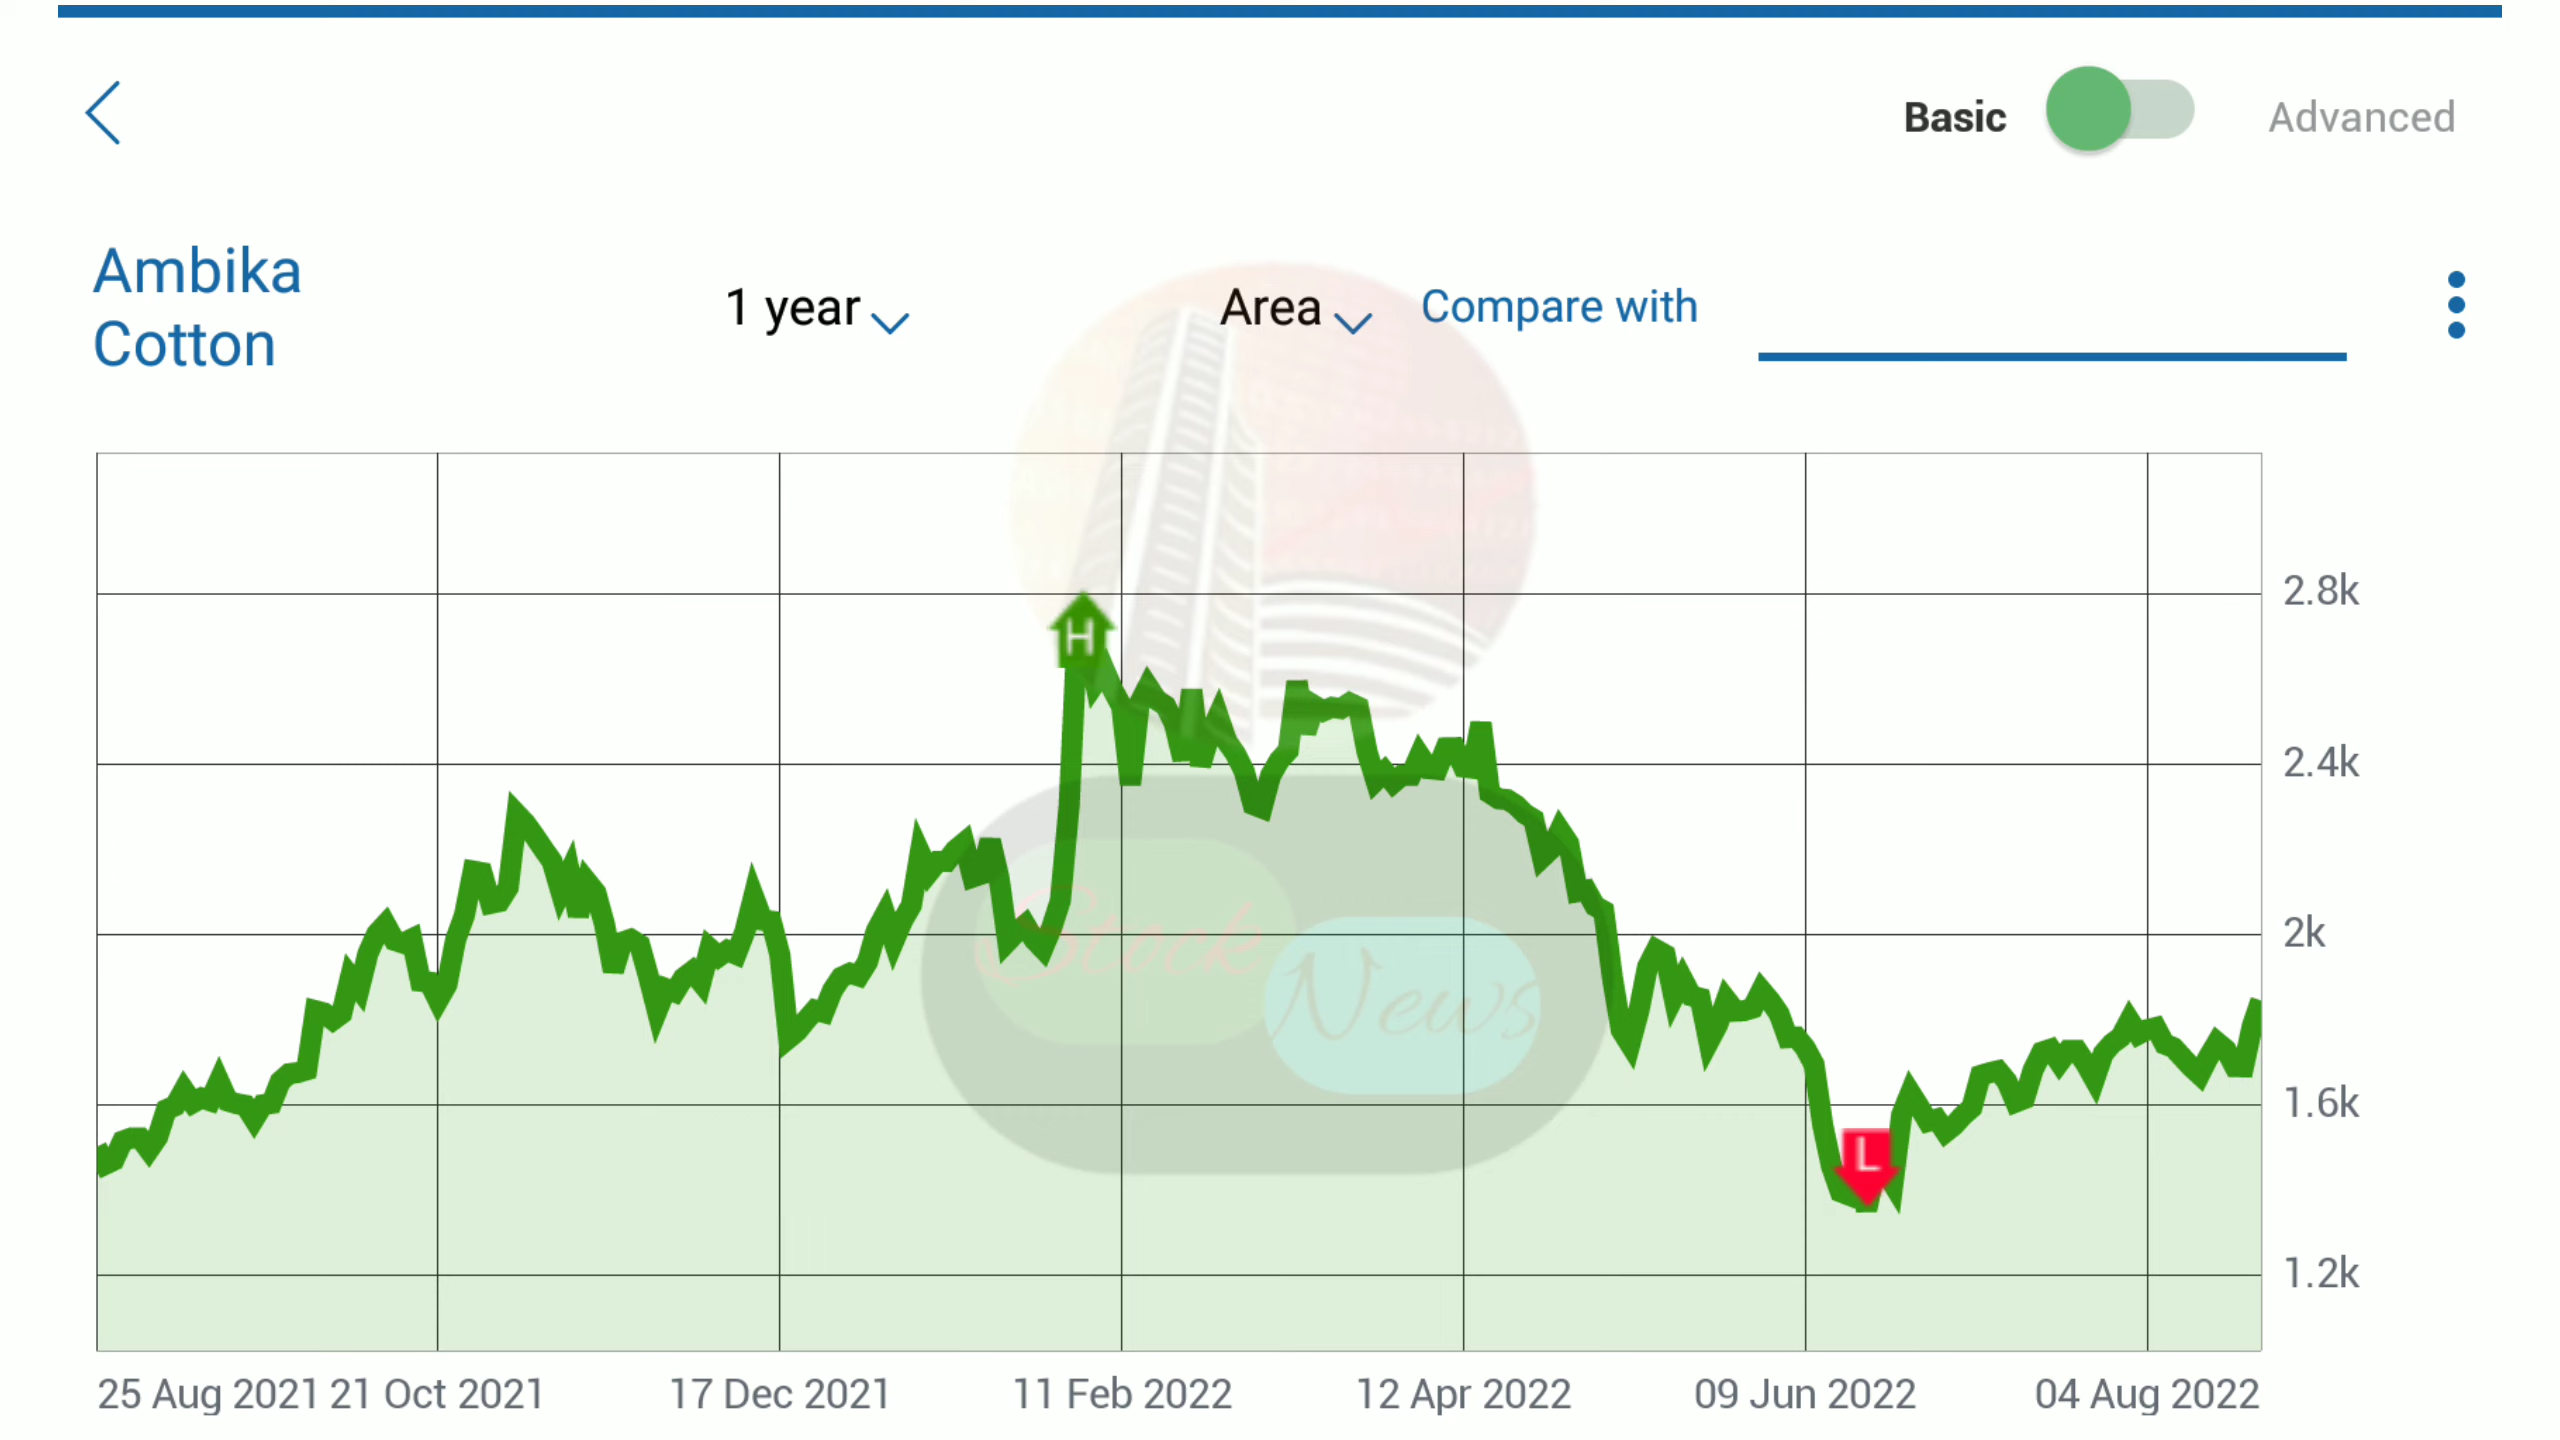 Basic Advanced
Ambika
Cotton
1 year
Area
Compare with
H
2.8k
2.4k
Stock
2k
News
1.6k
L
1.2k
25 Aug 2021 21 Oct 2021 17 Dec 2021 11 Feb 2022 12 Apr 2022 09 Jun 2022 04 Aug 2022